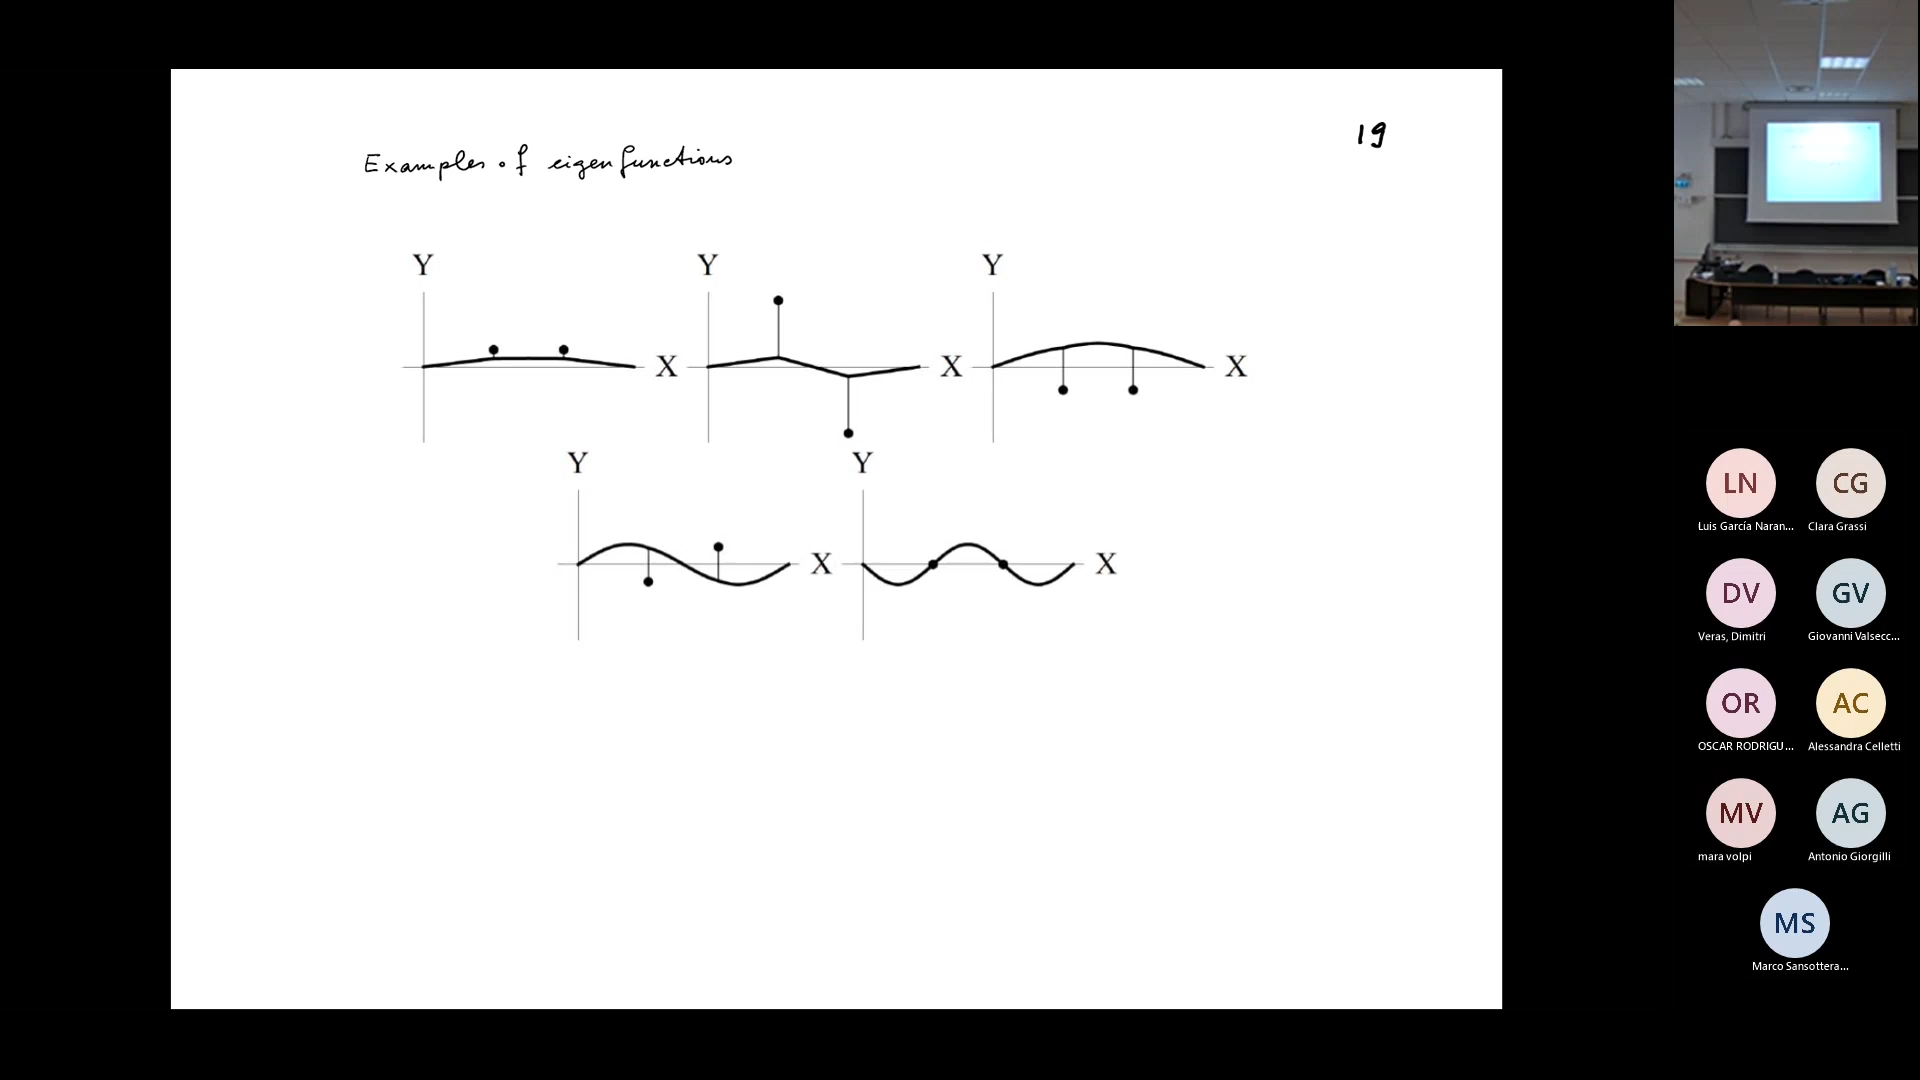 19
Examples of eigenfunctions
Y Y Y
X X X
Y Y
X X
LN CG
Luis García Naran... Clara Grassi
DV GV
Veras, Dimitri Giovanni Valsecc...
OR AC
OSCAR RODRIGU... Alessandra Celletti
MV AG
mara volpi Antonio Giorgilli
MS
Marco Sansottera...